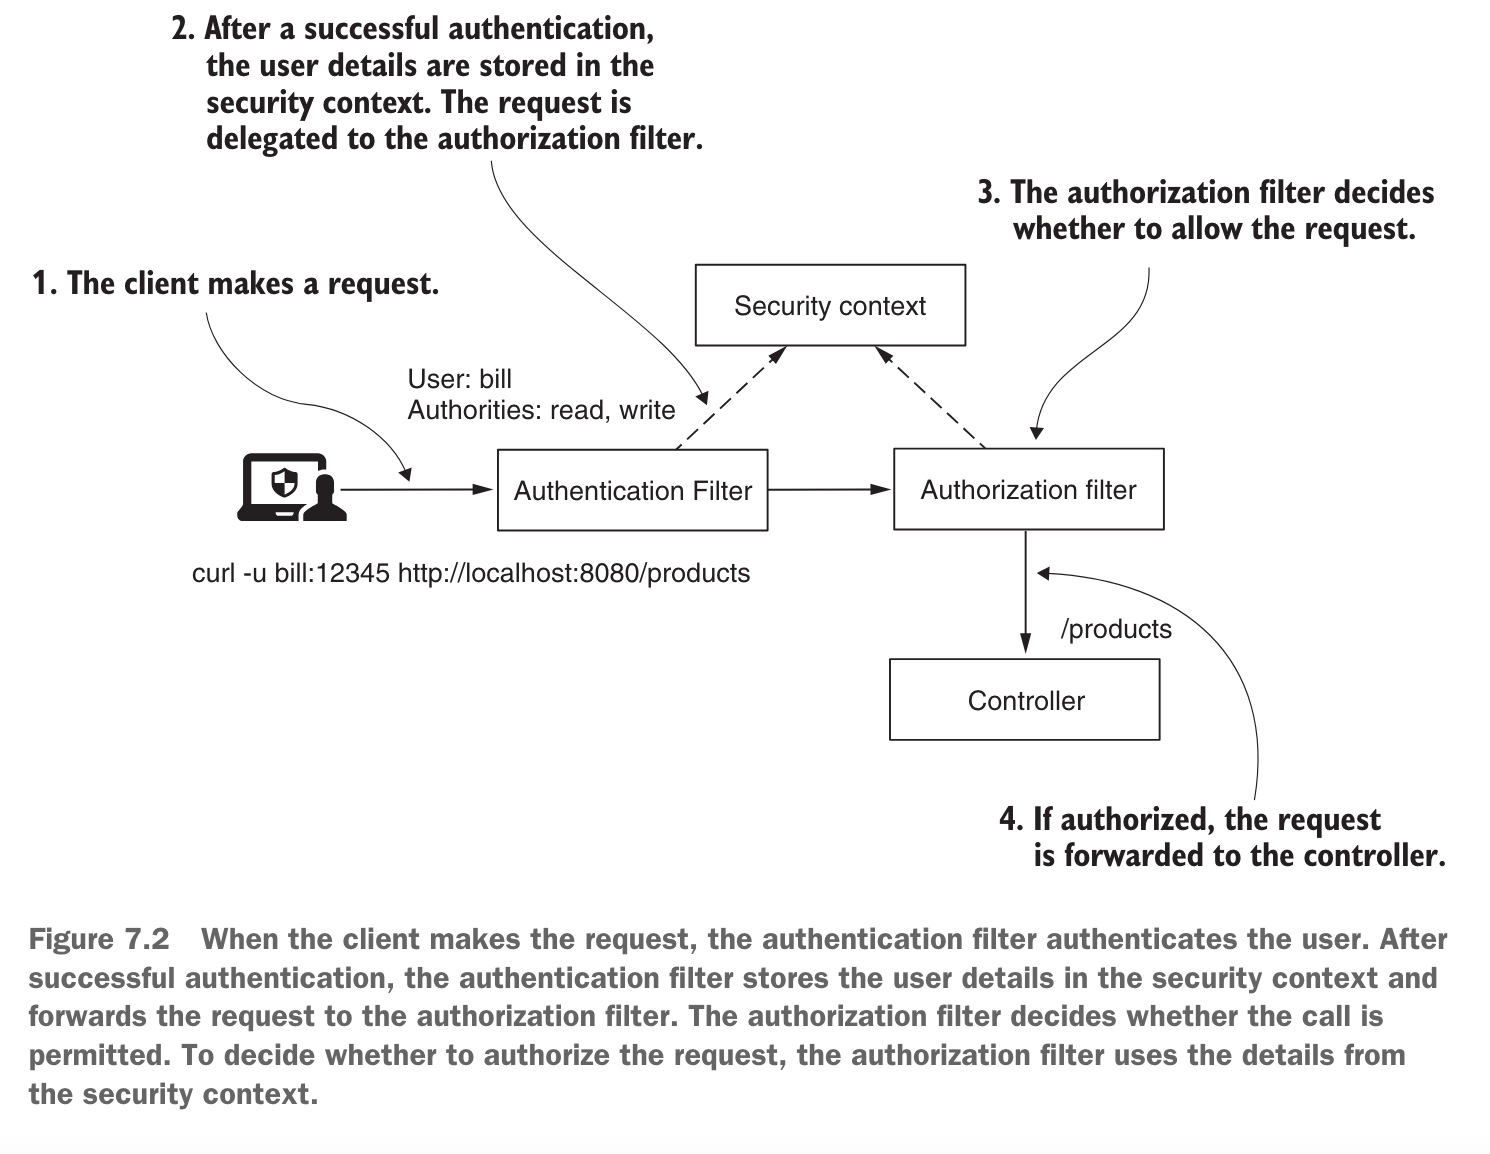 2. After a successful authentication,
the user details are stored in the
security context. The request is
delegated to the authorization filter.
3. The authorization filter decides
whether to allow the request.
1. The client makes a request.
Security context
User: bill
Authorities: read, write
Authentication Filter
Authorization filter
curl -u bill:12345 http://localhost:8080/products
/products
Controller
4. If authorized, the request
is forwarded to the controller.
Figure 7.2 When the client makes the request, the authentication filter authenticates the user. After
successful authentication, the authentication filter stores the user details in the security context and
forwards the request to the authorization filter. The authorization filter decides whether the call is
permitted. To decide whether to authorize the request, the authorization filter uses the details from
the security context.